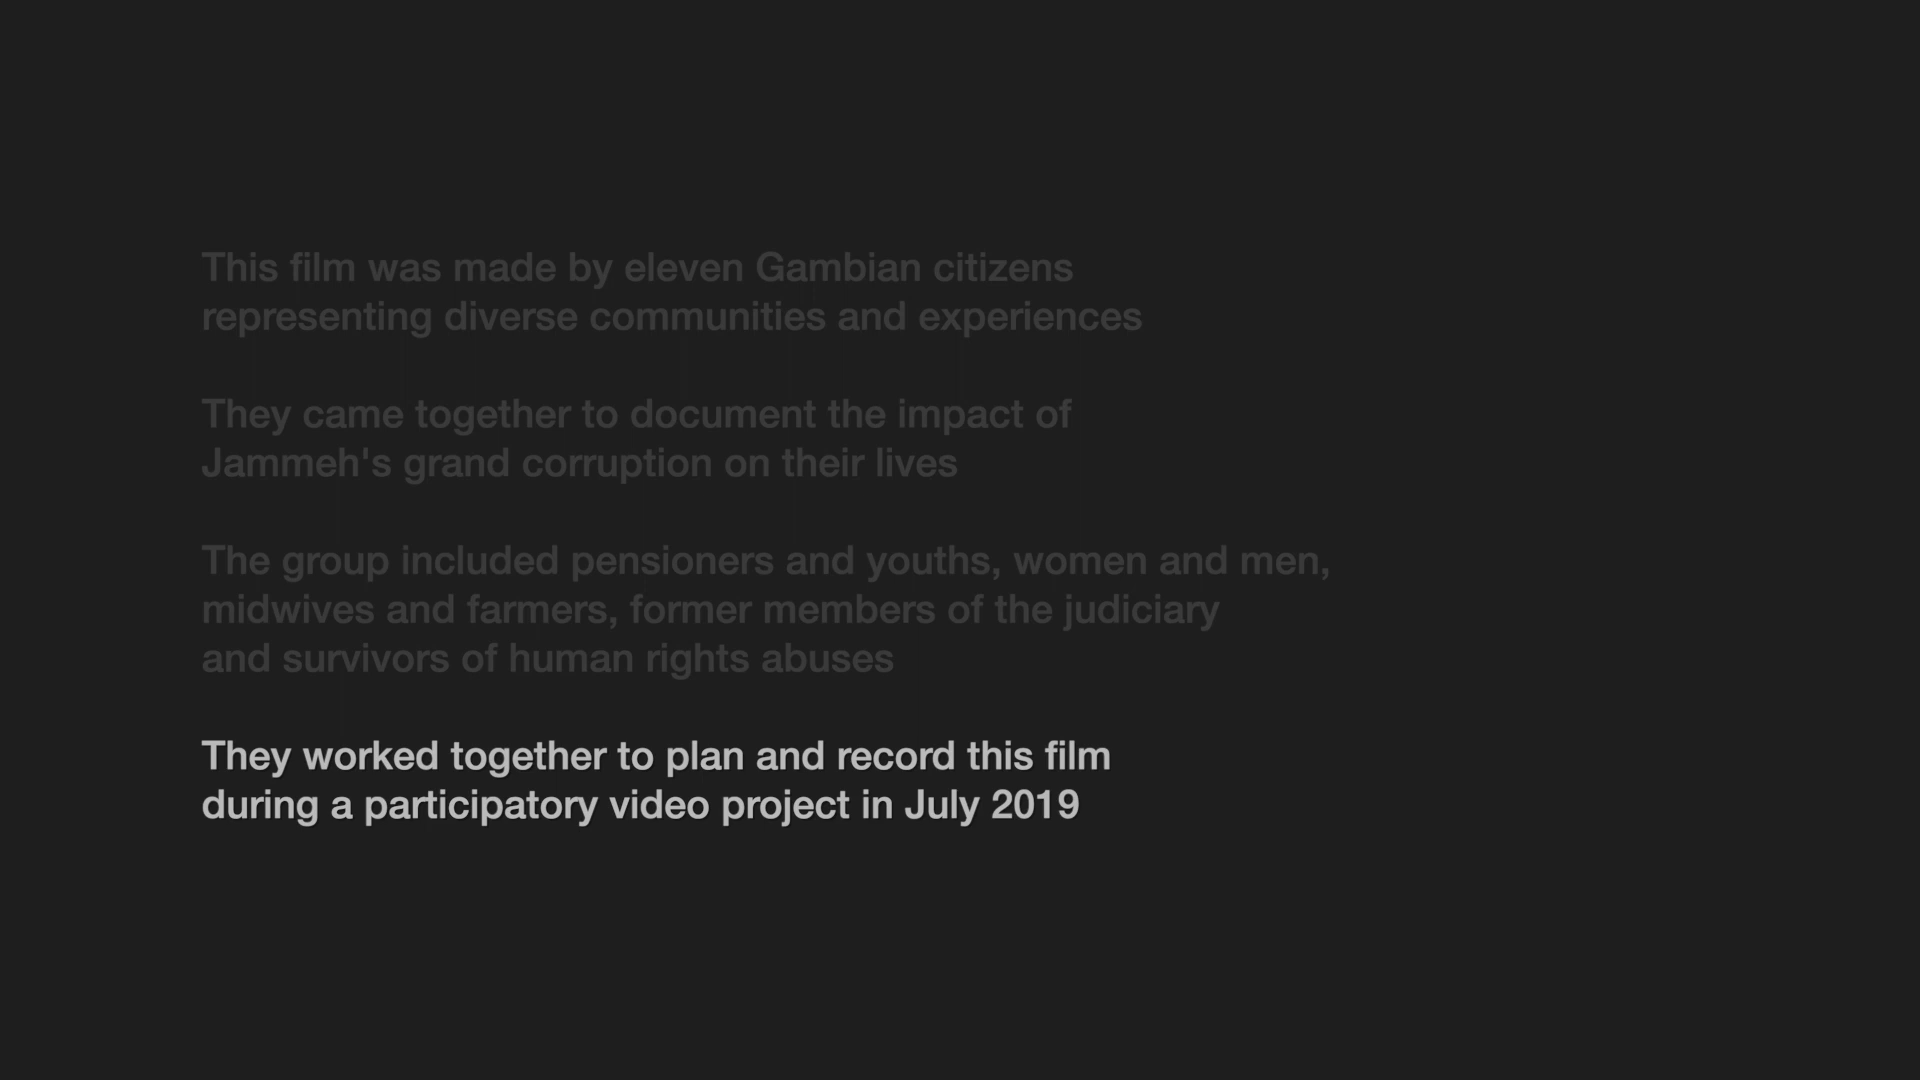 This film was made by eleven Gambian citizens
representing diverse communities and experiences
They came together to document the impact of
Jammeh's grand corruption on their lives
The group included pensioners and youths, women and men,
midwives and farmers, former members of the judiciary
and survivors of human rights abuses
They worked together to plan and record this film
during a participatory video project in July 2019